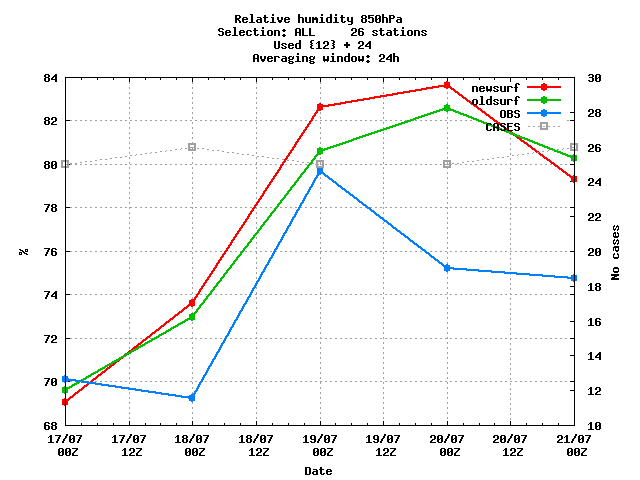 Relative humidity 850hPa
Selection: ALL     26 stations
Used {12} + 24
Averaging window: 24h
84
82
80
78
76
74
72
70
68
%
30
28
26
24
22
20
18
16
14
12
10
No cases
newsurf
oldsurf
OBS
CASES
17/07 17/07 18/07 18/07 19/07 19/07 20/07 20/07 21/07
00Z 12Z 00Z 12Z 00Z 12Z 00Z 12Z 00Z
Date